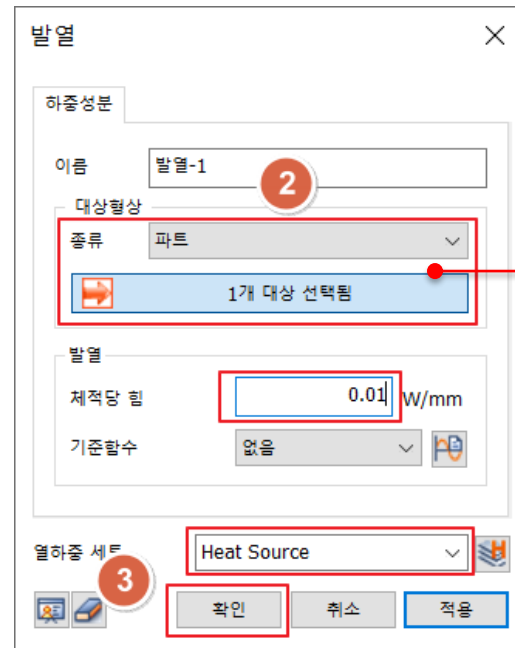 발열
하중성분
이름 발열-1
2
대상형상
종류 파트
1개 대상 선택됨
발열
체적당 힘 0.01 W/mm
기준함수 없음
열하중 세트 Heat Source
3
확인 취소 적용